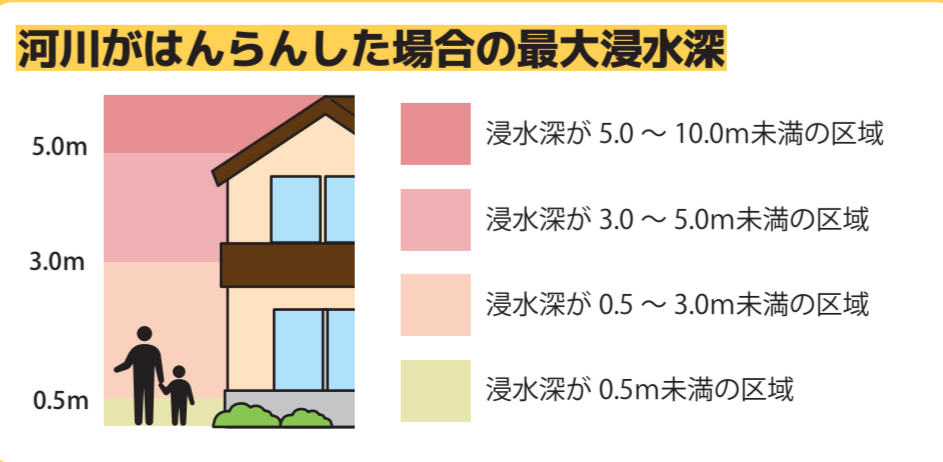 河川がはんらんした場合の最大浸水深
5.0m
3.0m
0.5m
浸水深が 5.0 ～ 10.0m未満の区域
浸水深が 3.0 ～ 5.0m未満の区域
浸水深が 0.5 ～ 3.0m未満の区域
浸水深が 0.5m未満の区域